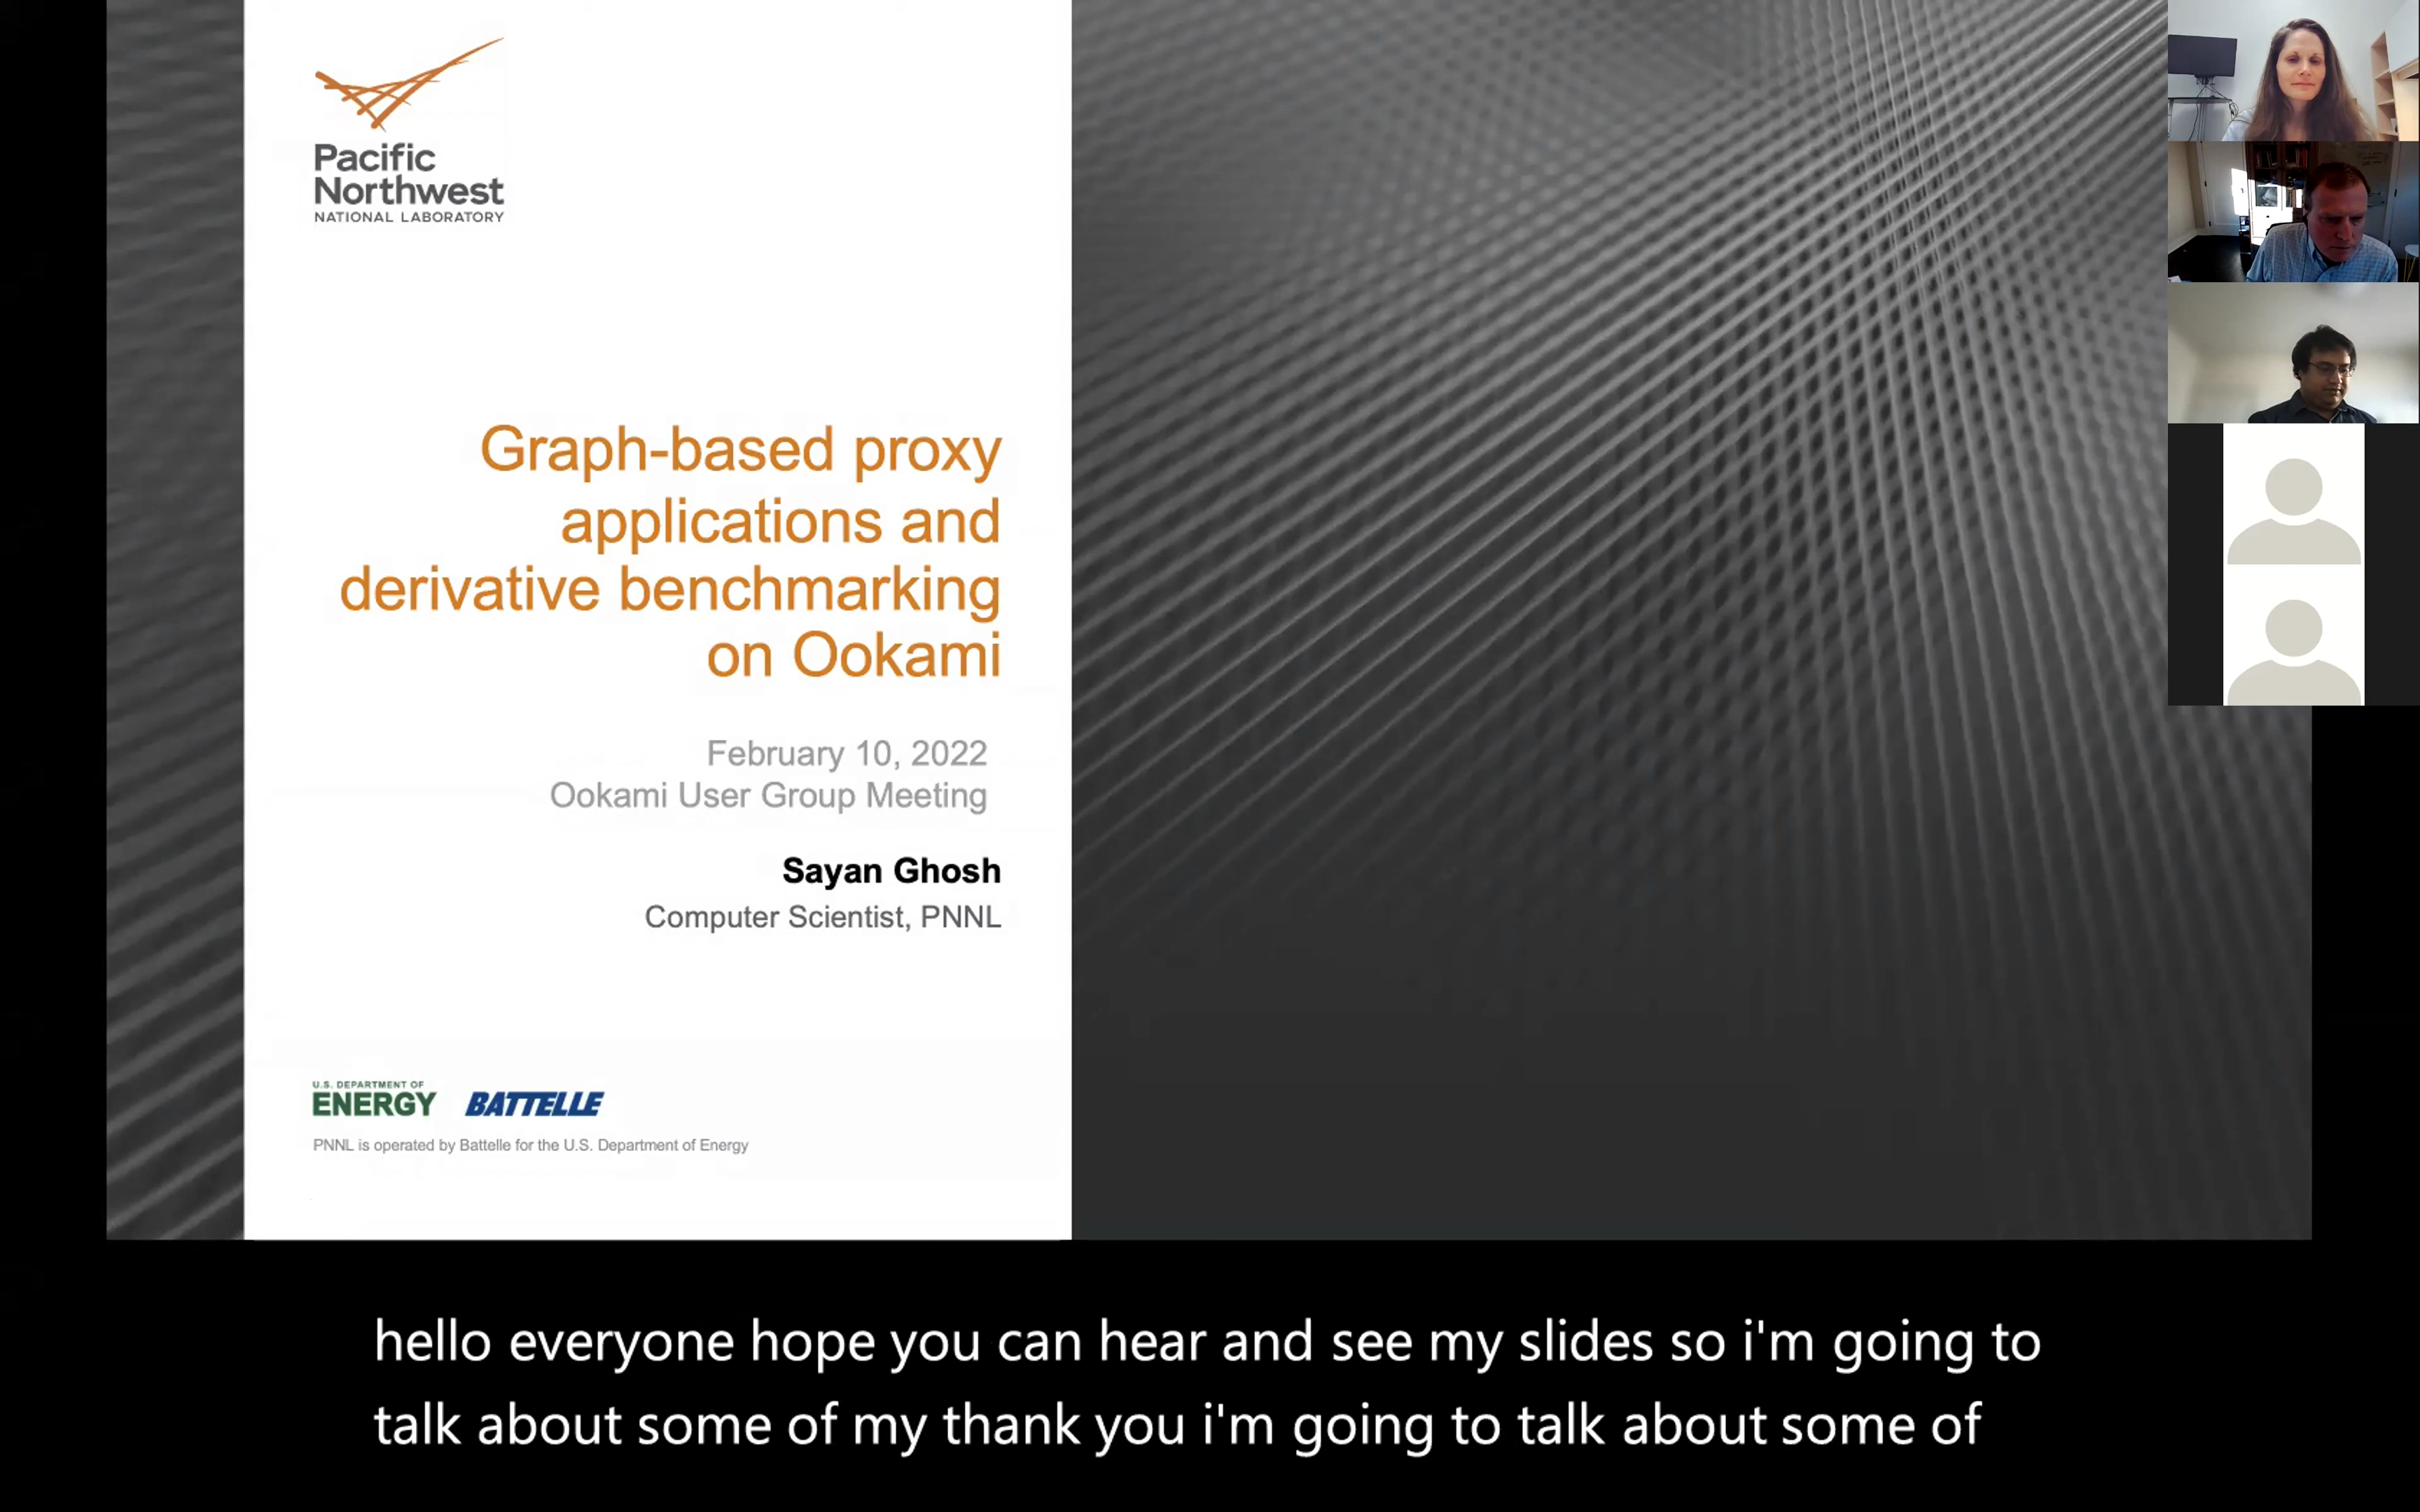 Pacific
Northwest
NATIONAL LABORATORY
Graph-based proxy
applications and
derivative benchmarking
on Ookami
February 10, 2022
Ookami User Group Meeting
Sayan Ghosh
Computer Scientist, PNNL
U.S. DEPARTMENT OF
ENERGY
BATTELLE
PNNL is operated by Battelle for the U.S. Department of Energy
hello everyone hope you can hear and see my slides so i'm going to
talk about some of my thank you i'm going to talk about some of